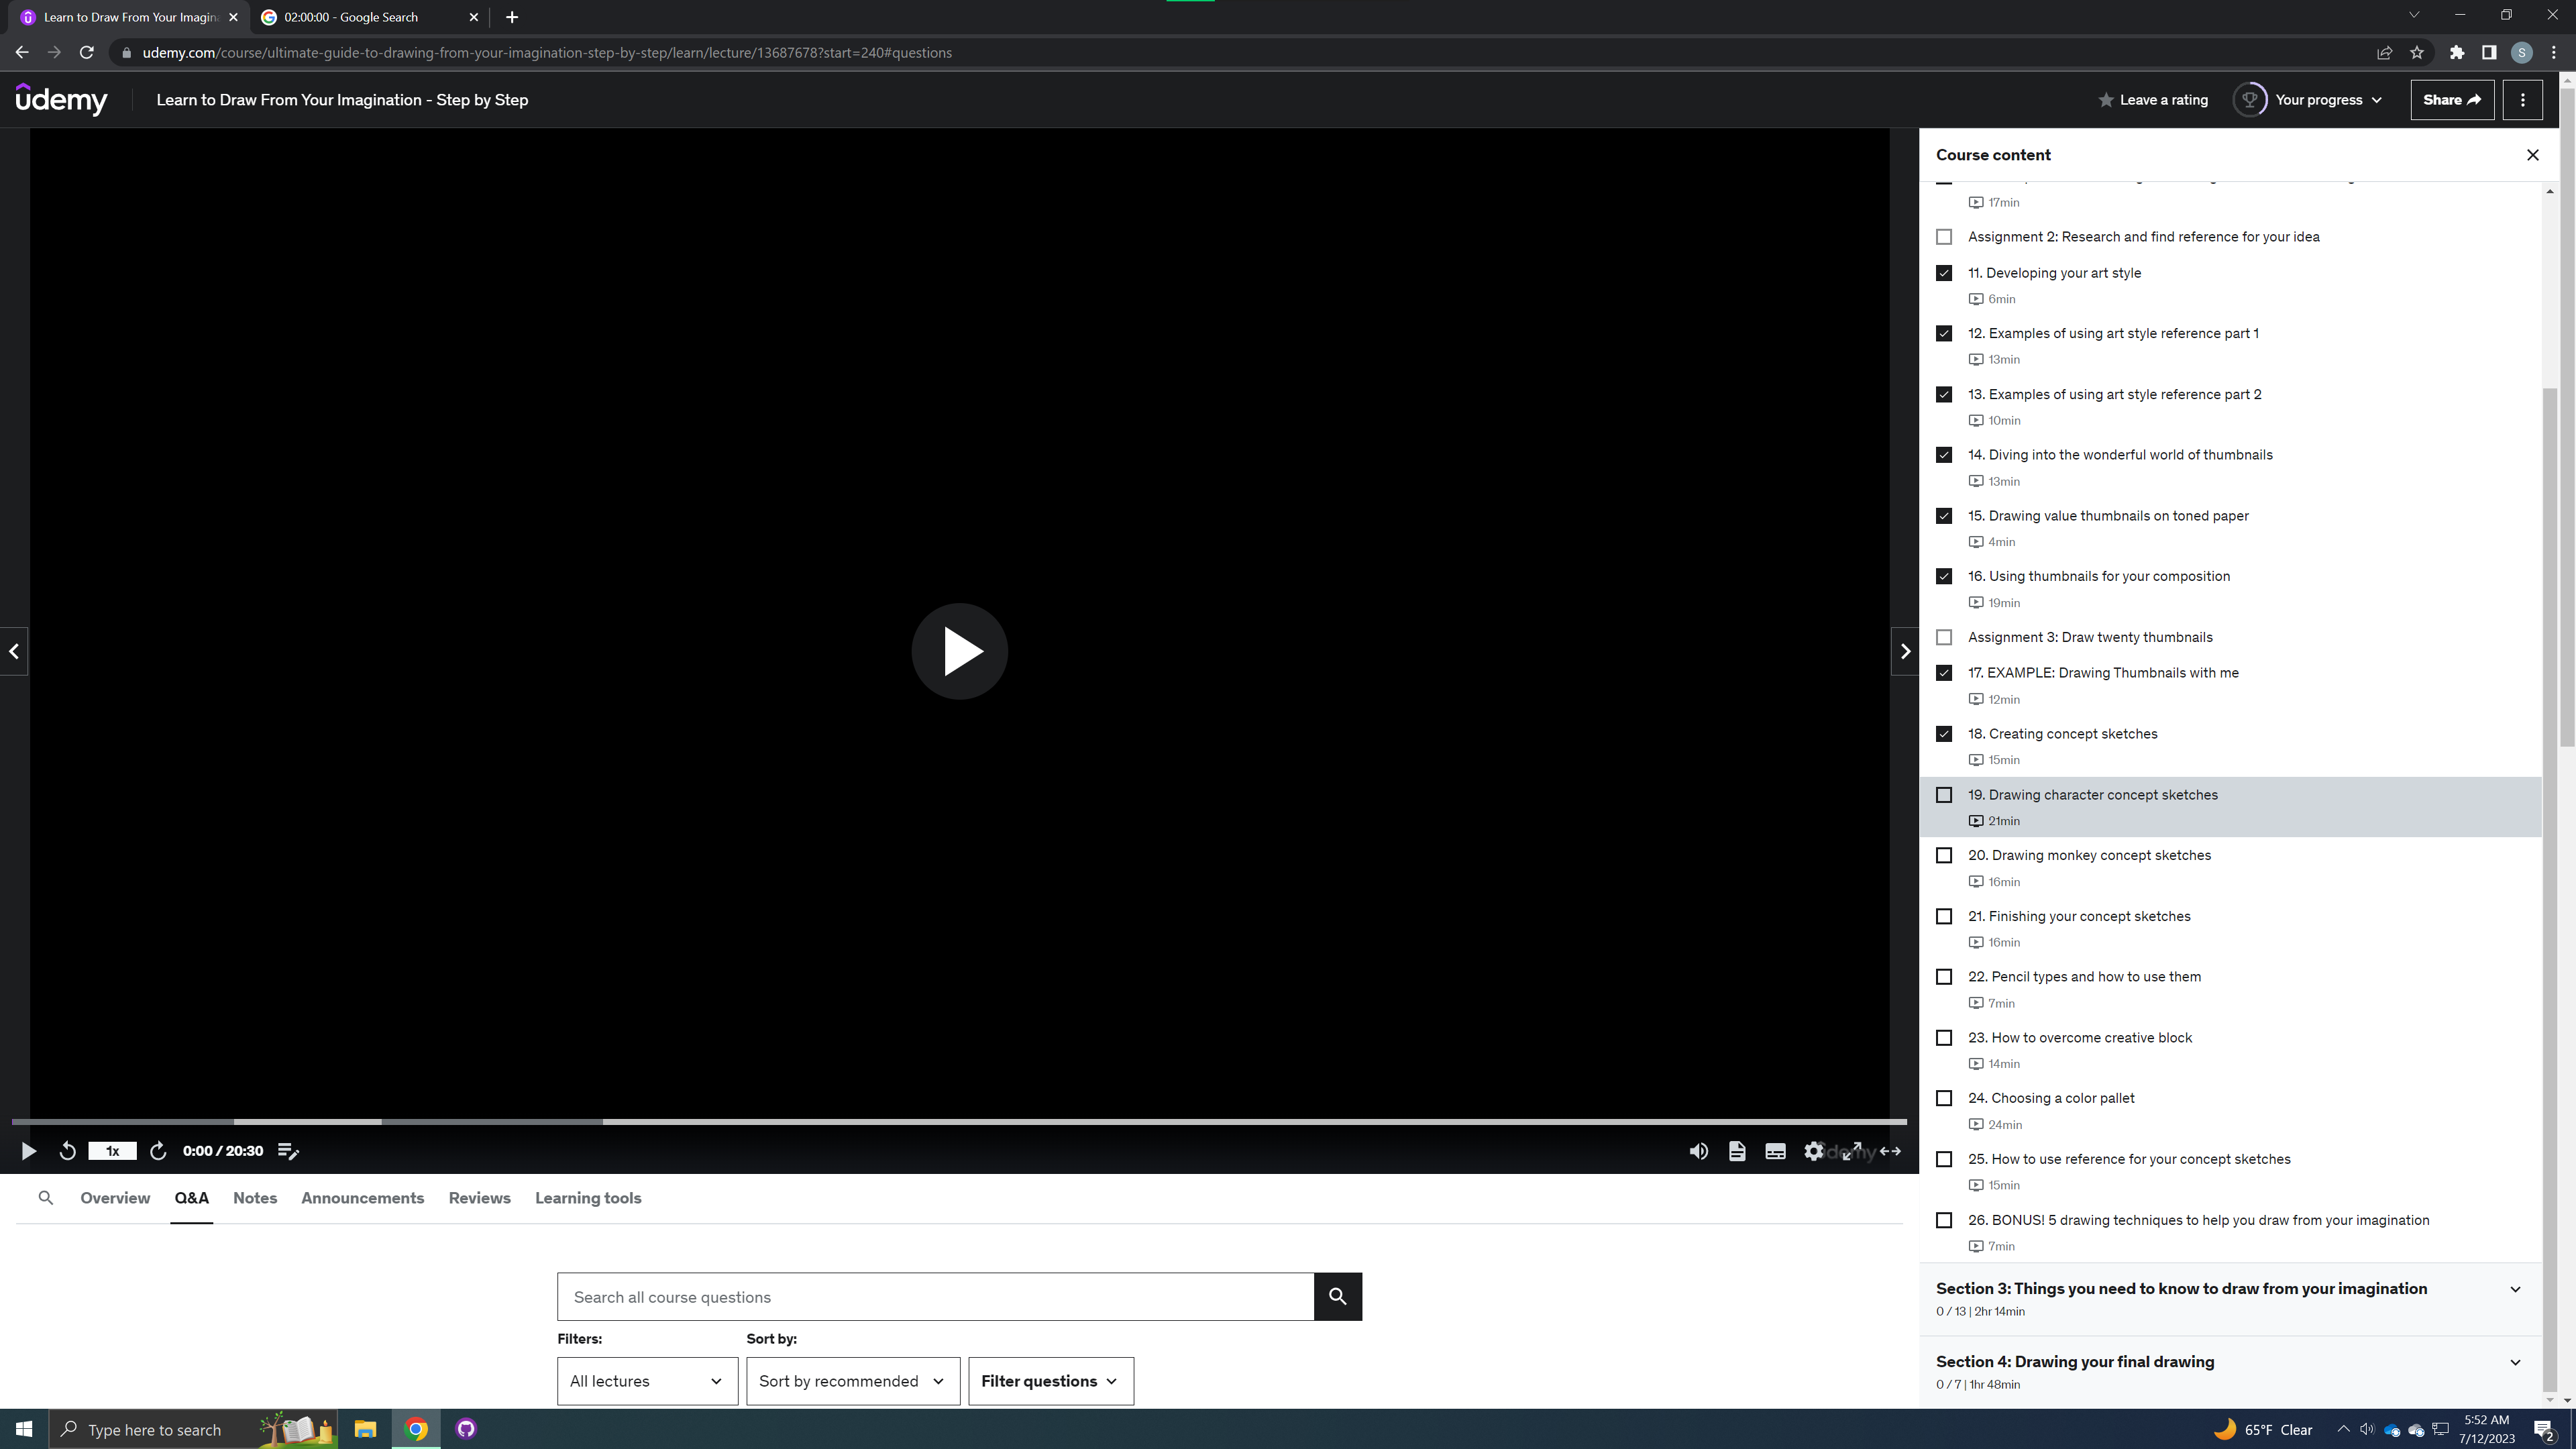 Learn to Draw From Your Imagin
02:00:00 - Google Search
udemy.com/course/ultimate-guide-to-drawing-from-your-imagination-step-by-step/learn/lecture/13687678?start=240#questions
S
udemy
Learn to Draw From Your Imagination - Step by Step
Leave a rating
Your progress
Share
1x
0:00 / 20:30
udemy
Overview
Q&A
Notes
Announcements
Reviews
Learning tools
Search all course questions
Filters:
Sort by:
All lectures
Sort by recommended
Filter questions
Course content
17min
Assignment 2: Research and find reference for your idea
11. Developing your art style
6min
12. Examples of using art style reference part 1
13min
13. Examples of using art style reference part 2
10min
14. Diving into the wonderful world of thumbnails
13min
15. Drawing value thumbnails on toned paper
4min
16. Using thumbnails for your composition
19min
Assignment 3: Draw twenty thumbnails
17. EXAMPLE: Drawing Thumbnails with me
12min
18. Creating concept sketches
15min
19. Drawing character concept sketches
21min
20. Drawing monkey concept sketches
16min
21. Finishing your concept sketches
16min
22. Pencil types and how to use them
7min
23. How to overcome creative block
14min
24. Choosing a color pallet
24min
25. How to use reference for your concept sketches
15min
26. BONUS! 5 drawing techniques to help you draw from your imagination
7min
Section 3: Things you need to know to draw from your imagination
0 / 13 | 2hr 14min
Section 4: Drawing your final drawing
0 / 7 | 1hr 48min
Type here to search
65°F Clear
5:52 AM
7/12/2023
2